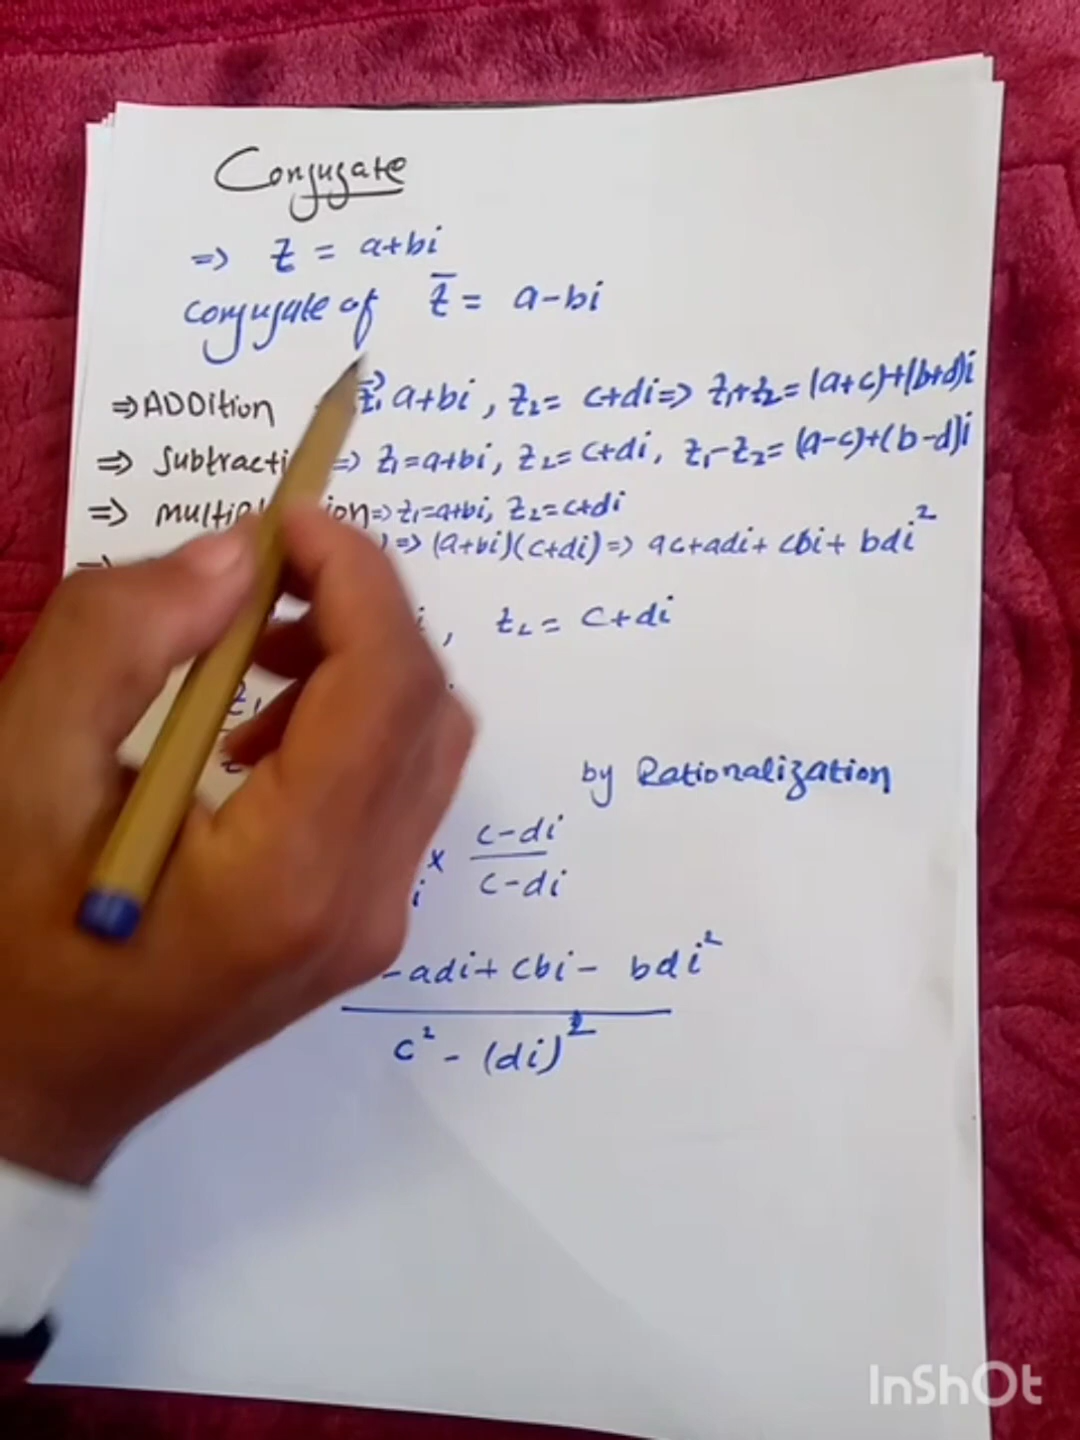 Conjugate
⇒ z = a+bi
conjugate of z̄ = a-bi
⇒ ADDition z₁ a+bi, z₂ = c+di ⇒ z₁+z₂ = (a+c)+(b+d)i
⇒ Subtracti ⇒ z₁=a+bi, z₂=c+di, z₁-z₂= (a-c)+(b-d)i
⇒ multipl ion ⇒ z₁=a+bi, z₂=c+di
) ⇒ (a+bi)(c+di) ⇒ ac+adi+ cbi+ bdi²
i, z₂ = c+di
z₁
z
by Rationalization
i × c-di
c-di
-adi+ cbi - bdi²
c² - (di)²
InShOt